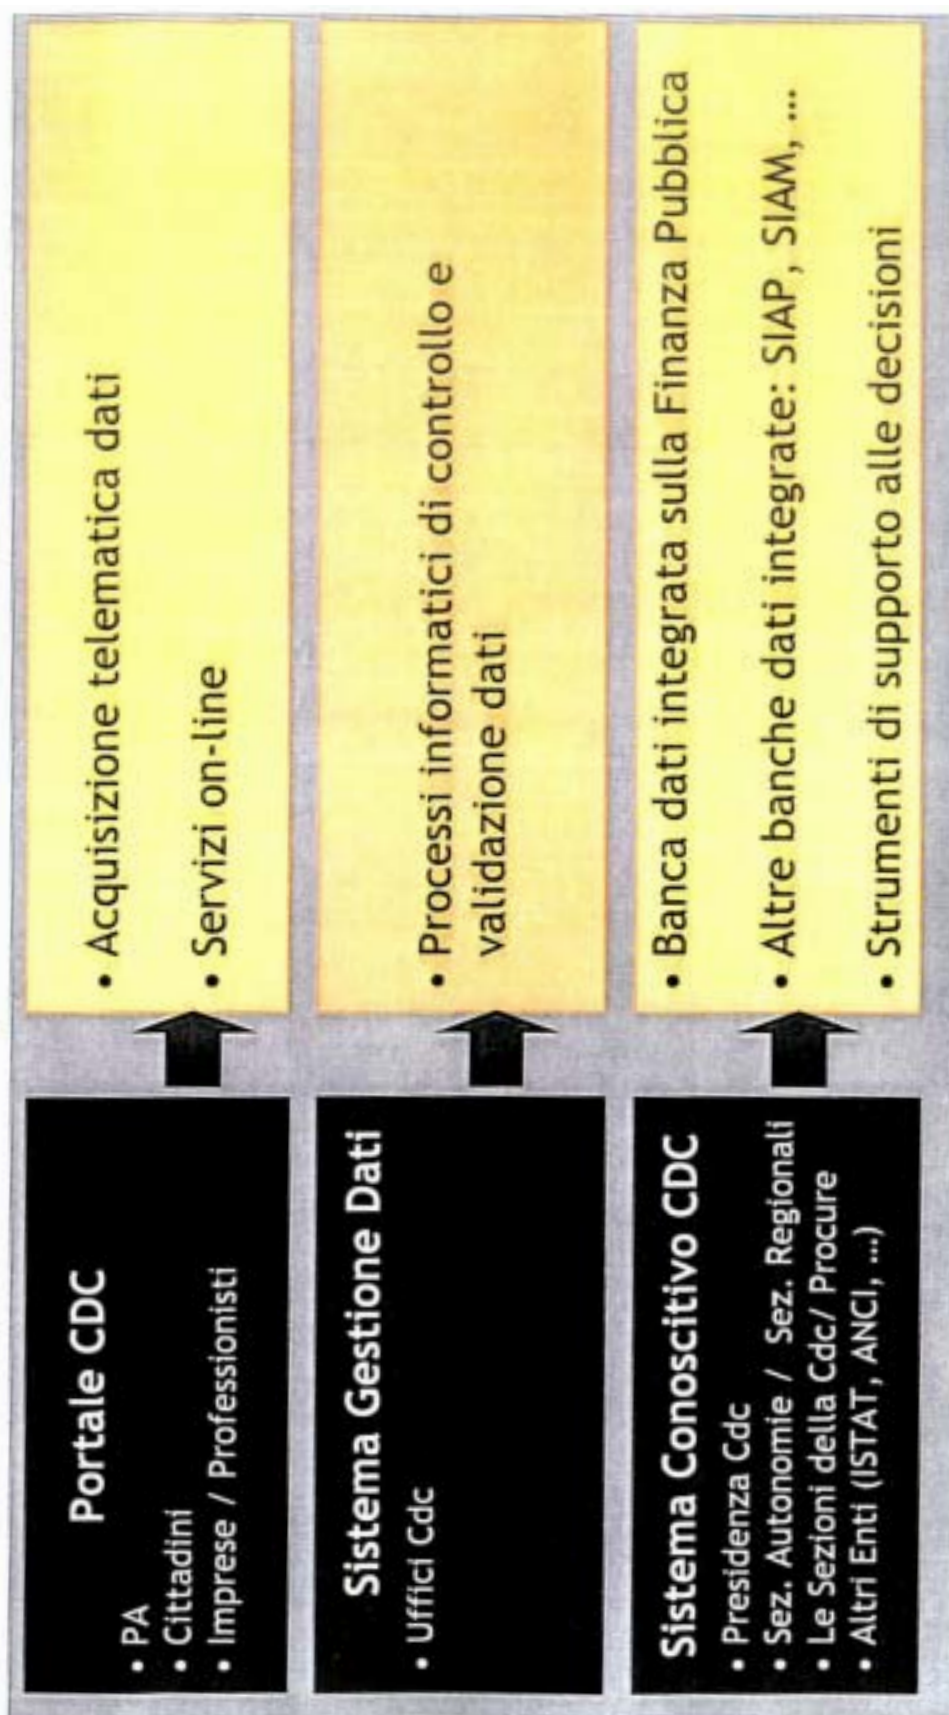 Portale CDC
• PA
• Cittadini
• Imprese / Professionisti
• Acquisizione telematica dati
• Servizi on-line
Sistema Gestione Dati
• Uffici Cdc
• Processi informatici di controllo e
validazione dati
Sistema Conoscitivo CDC
• Presidenza Cdc
• Sez. Autonomie / Sez. Regionali
• Le Sezioni della Cdc/ Procure
• Altri Enti (ISTAT, ANCI, ...)
• Banca dati integrata sulla Finanza Pubblica
• Altre banche dati integrate: SIAP, SIAM, ...
• Strumenti di supporto alle decisioni